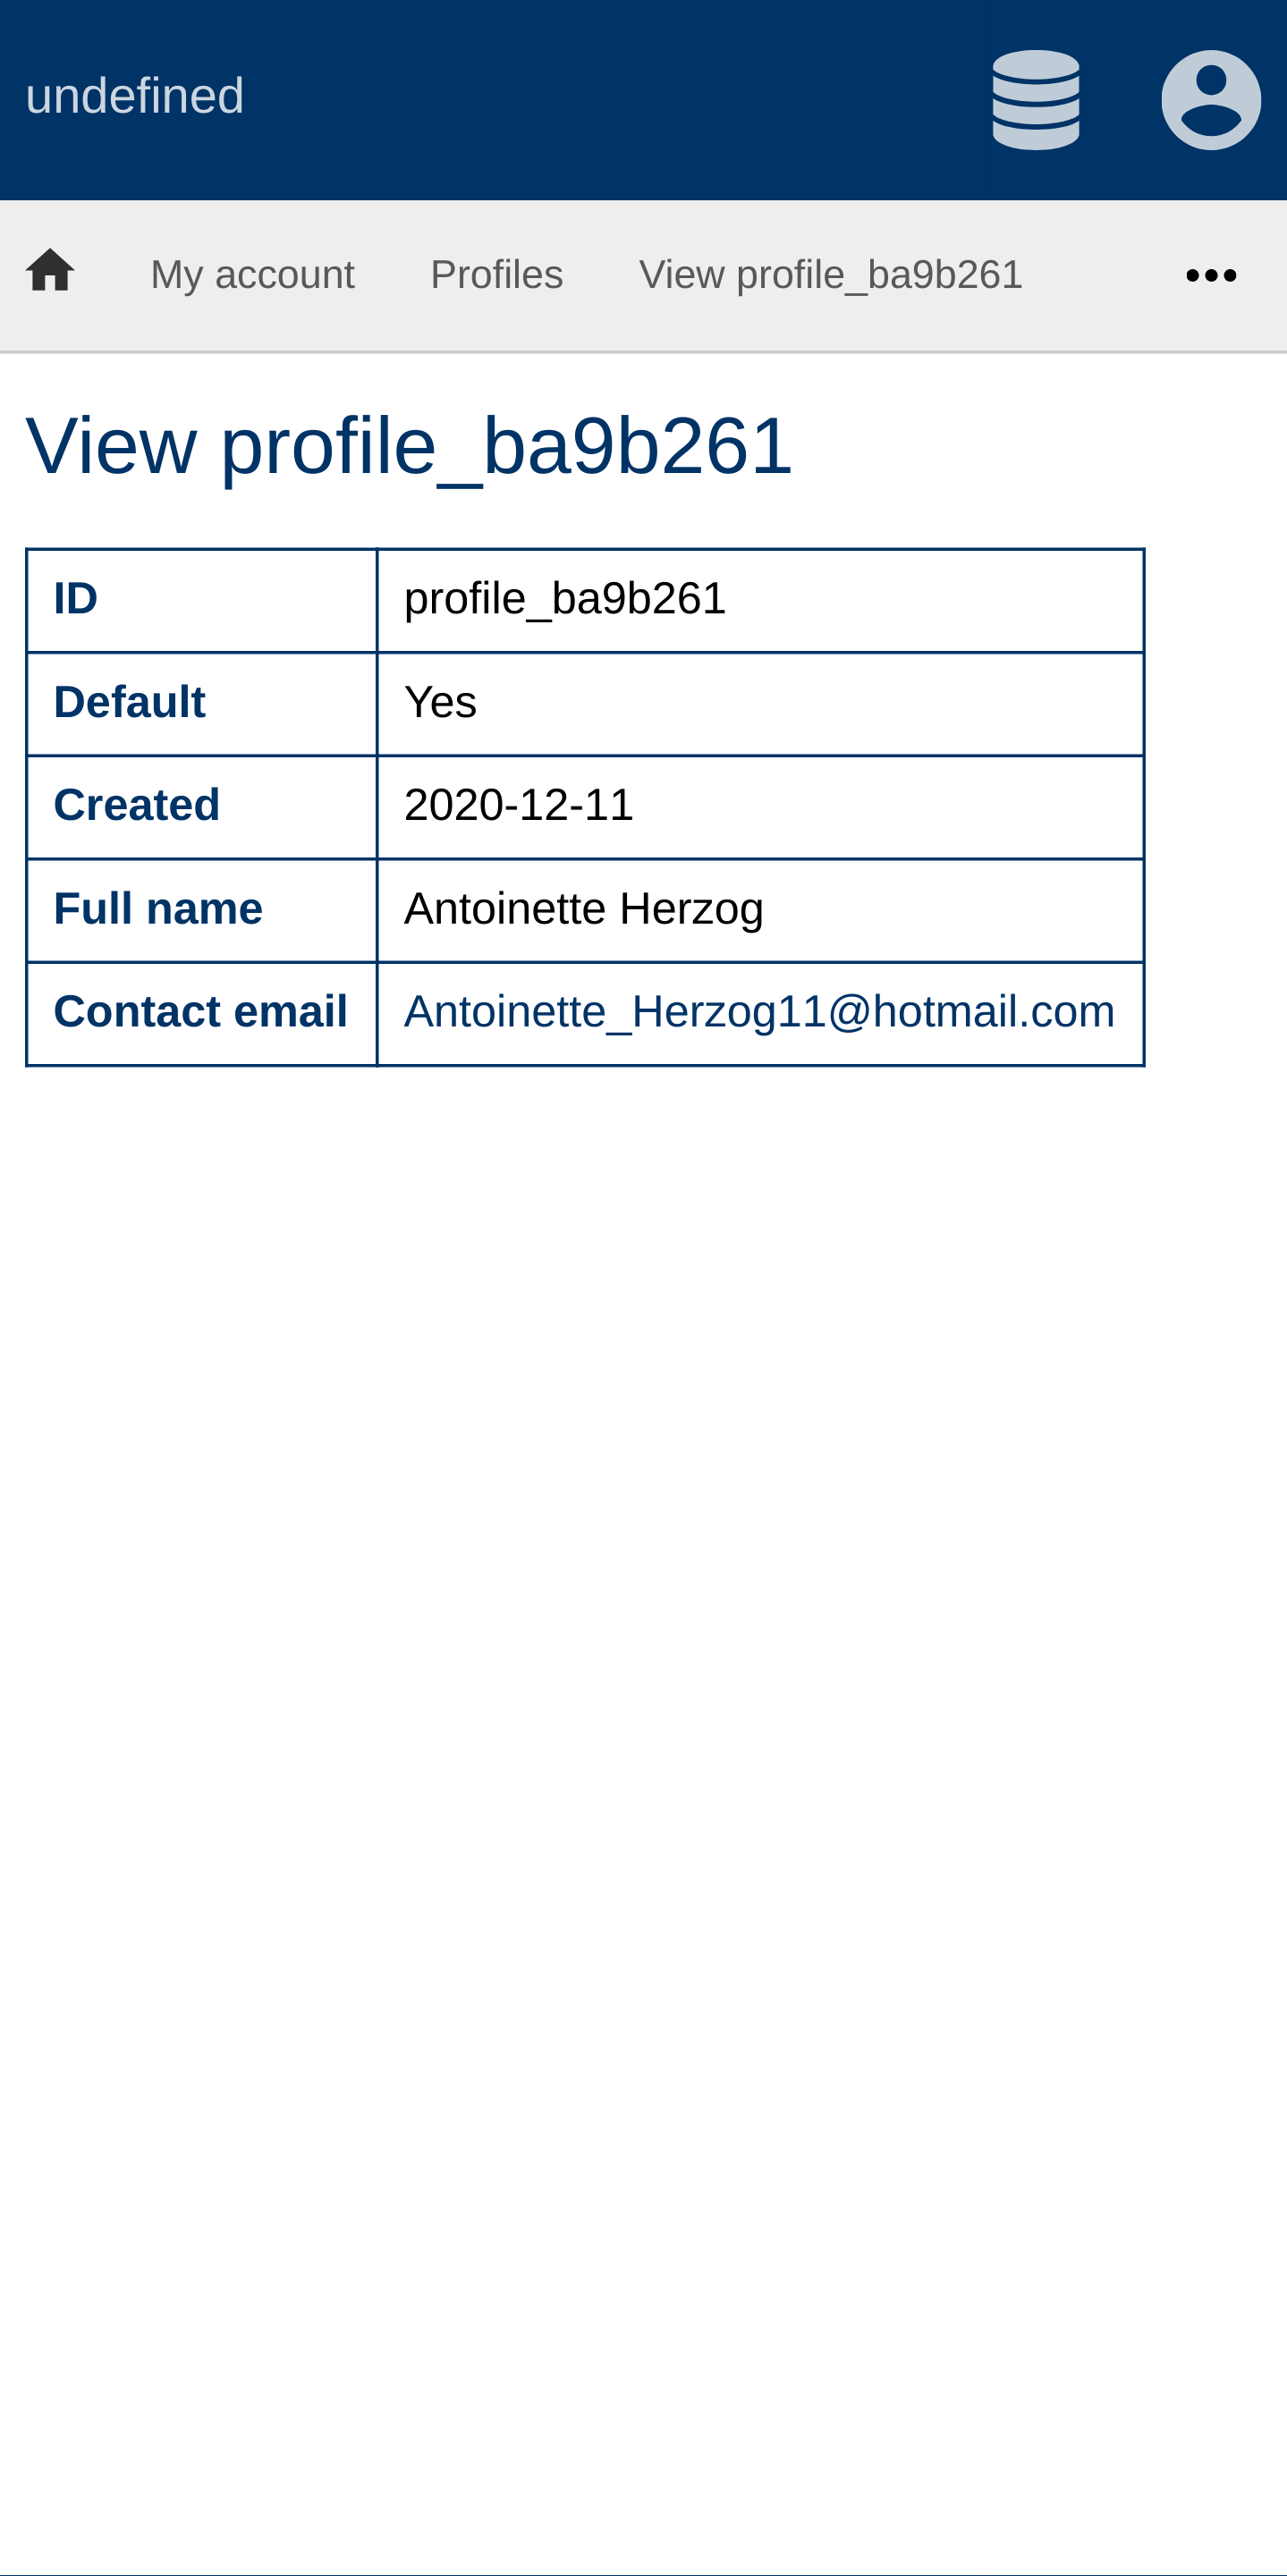 undefined
My account Profiles View profile_ba9b261
View profile_ba9b261
ID profile_ba9b261
Default Yes
Created 2020-12-11
Full name Antoinette Herzog
Contact email Antoinette_Herzog11@hotmail.com